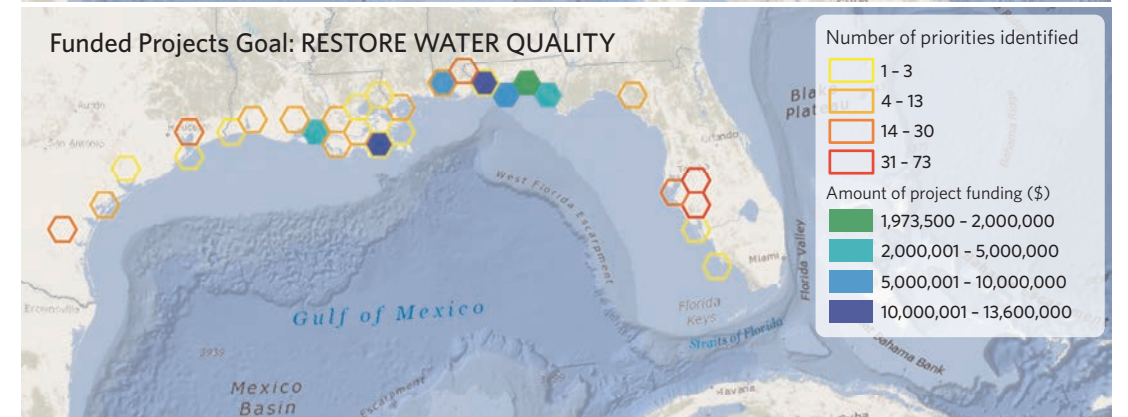 Funded Projects Goal: RESTORE WATER QUALITY
Number of priorities identified
1 – 3
4 – 13
14 – 30
31 – 73
Amount of project funding ($)
1,973,500 – 2,000,000
2,000,001 – 5,000,000
5,000,001 – 10,000,000
10,000,001 – 13,600,000
Plateau
Austin
San Antonio
Orlando
West Florida Escarpment
Miami
Florida Valley
Brownsville
Gulf of Mexico
Florida
Keys
Straits of Florida
Bahama Bank
Mexico
Basin
Escarpment
Havana